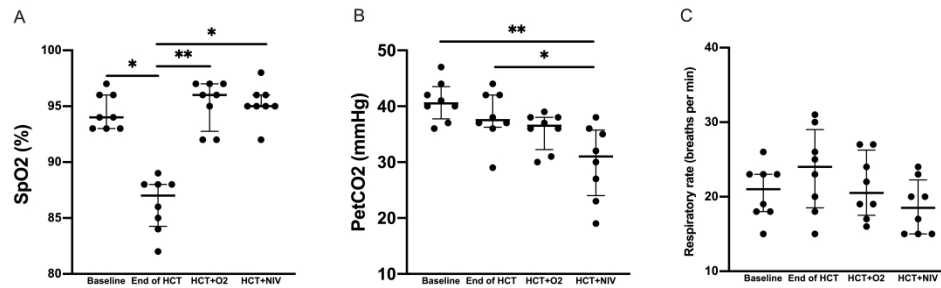 A
SpO2 (%)
100
95
90
85
80
*
*
**
Baseline
End of HCT
HCT+O2
HCT+NIV
B
PetCO2 (mmHg)
50
40
30
20
10
**
*
Baseline
End of HCT
HCT+O2
HCT+NIV
C
Respiratory rate (breaths per min)
40
30
20
10
Baseline
End of HCT
HCT+O2
HCT+NIV